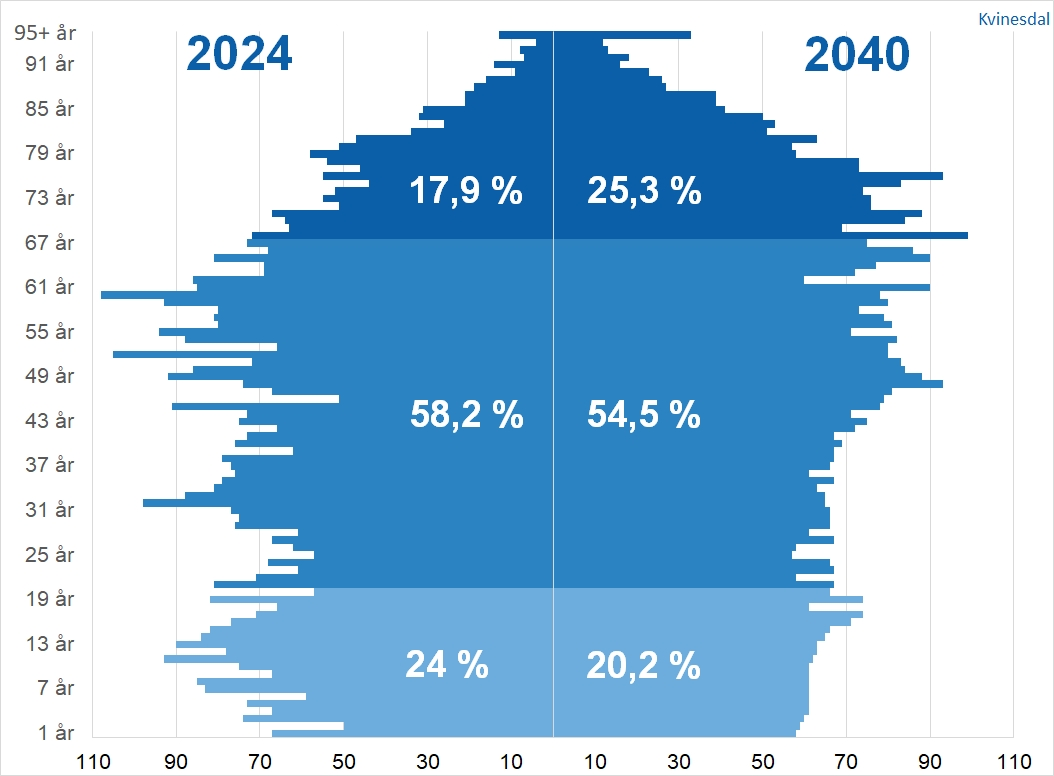 Kvinesdal
2024 2040
95+ år
91 år
85 år
79 år
73 år
67 år
61 år
55 år
49 år
43 år
37 år
31 år
25 år
19 år
13 år
7 år
1 år
17,9 % 25,3 %
58,2 % 54,5 %
24 % 20,2 %
110 90 70 50 30 10 10 30 50 70 90 110